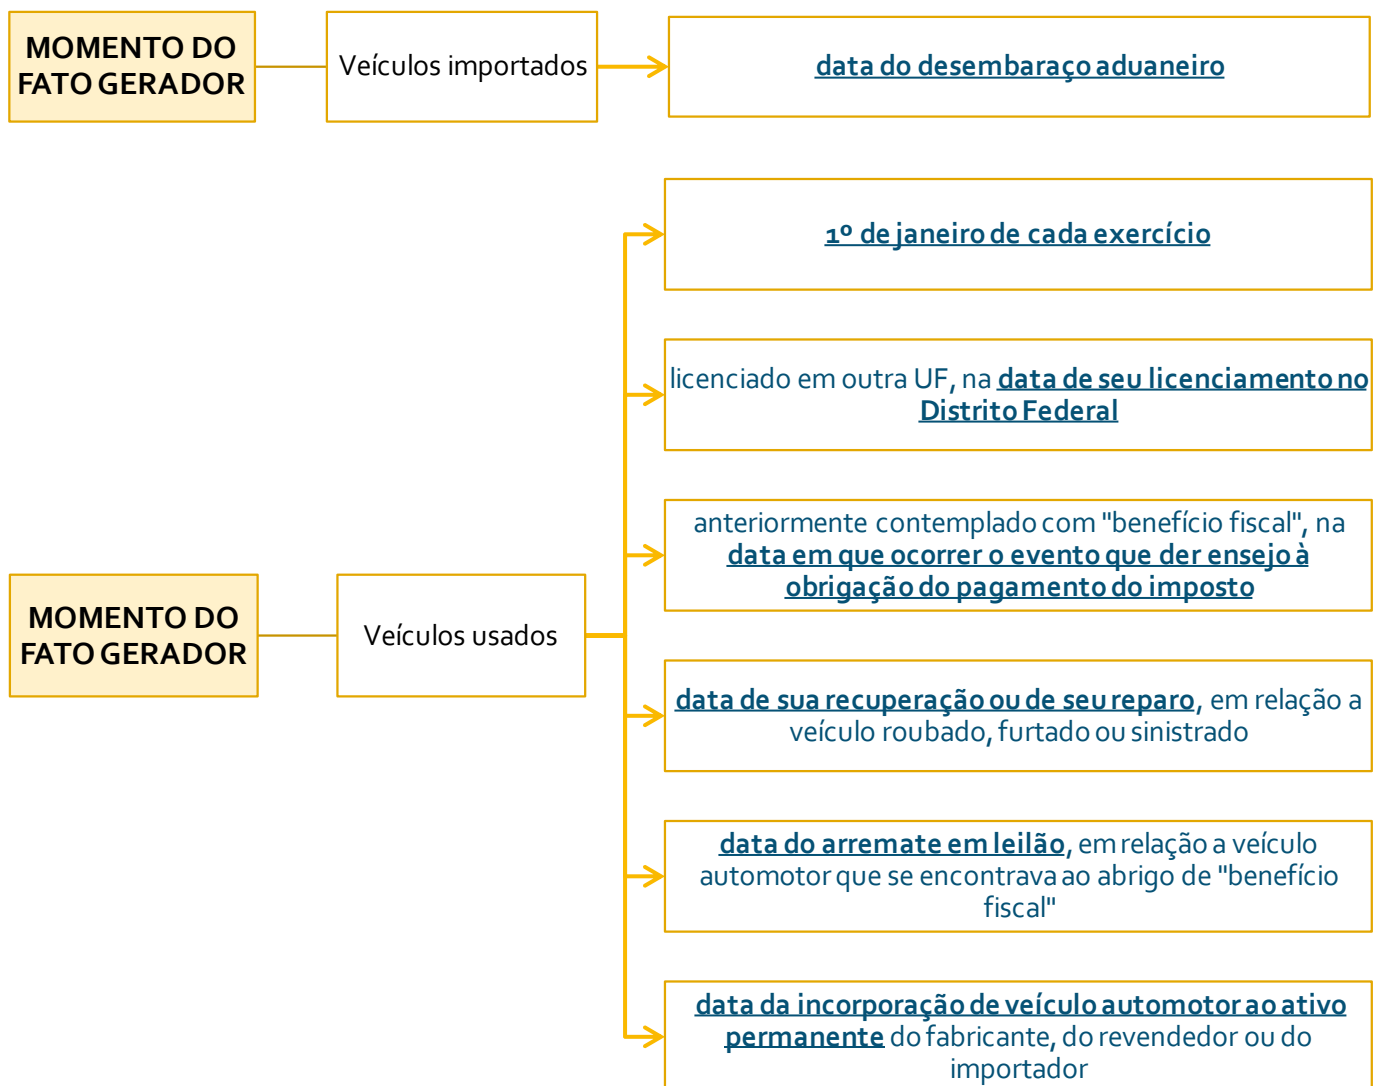 MOMENTO DO
FATO GERADOR
Veículos importados
data do desembaraço aduaneiro
1º de janeiro de cada exercício
licenciado em outra UF, na data de seu licenciamento no
Distrito Federal
anteriormente contemplado com "benefício fiscal", na
data em que ocorrer o evento que der ensejo à
obrigação do pagamento do imposto
MOMENTO DO
FATO GERADOR
Veículos usados
data de sua recuperação ou de seu reparo, em relação a
veículo roubado, furtado ou sinistrado
data do arremate em leilão, em relação a veículo
automotor que se encontrava ao abrigo de "benefício
fiscal"
data da incorporação de veículo automotor ao ativo
permanente do fabricante, do revendedor ou do
importador